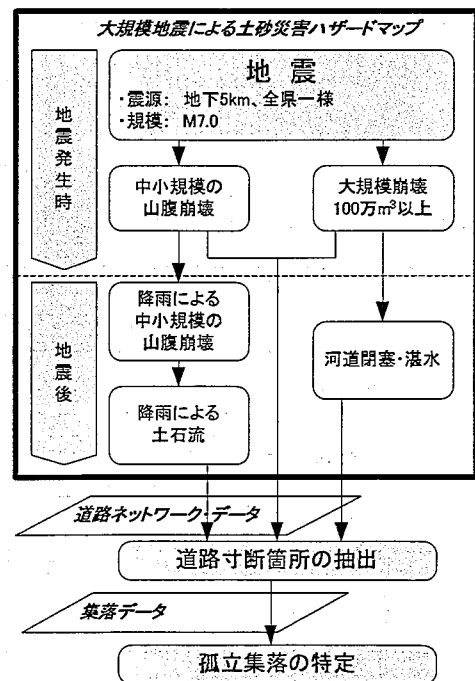 大規模地震による土砂災害ハザードマップ
地震発生時
地 震
・震源: 地下5km、全県一様
・規模: M7.0
中小規模の
山腹崩壊
大規模崩壊
100万m³以上
地震後
降雨による
中小規模の
山腹崩壊
河道閉塞・湛水
降雨による
土石流
道路ネットワーク・データ
道路寸断箇所の抽出
集落データ
孤立集落の特定